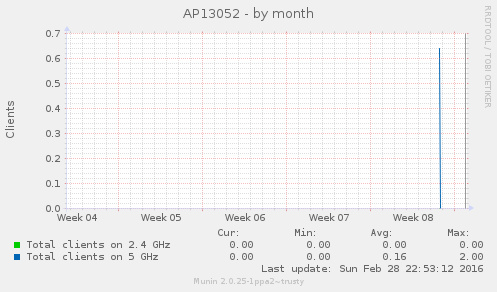 AP13052 - by month
RRDTOOL / TOBI OETIKER
Clients
0.7
0.6
0.5
0.4
0.3
0.2
0.1
0.0
Week 04 Week 05 Week 06 Week 07 Week 08
Cur: Min: Avg: Max:
Total clients on 2.4 GHz 0.00 0.00 0.00 0.00
Total clients on 5 GHz 0.00 0.00 0.16 2.00
Last update: Sun Feb 28 22:53:12 2016
Munin 2.0.25-1ppa2~trusty